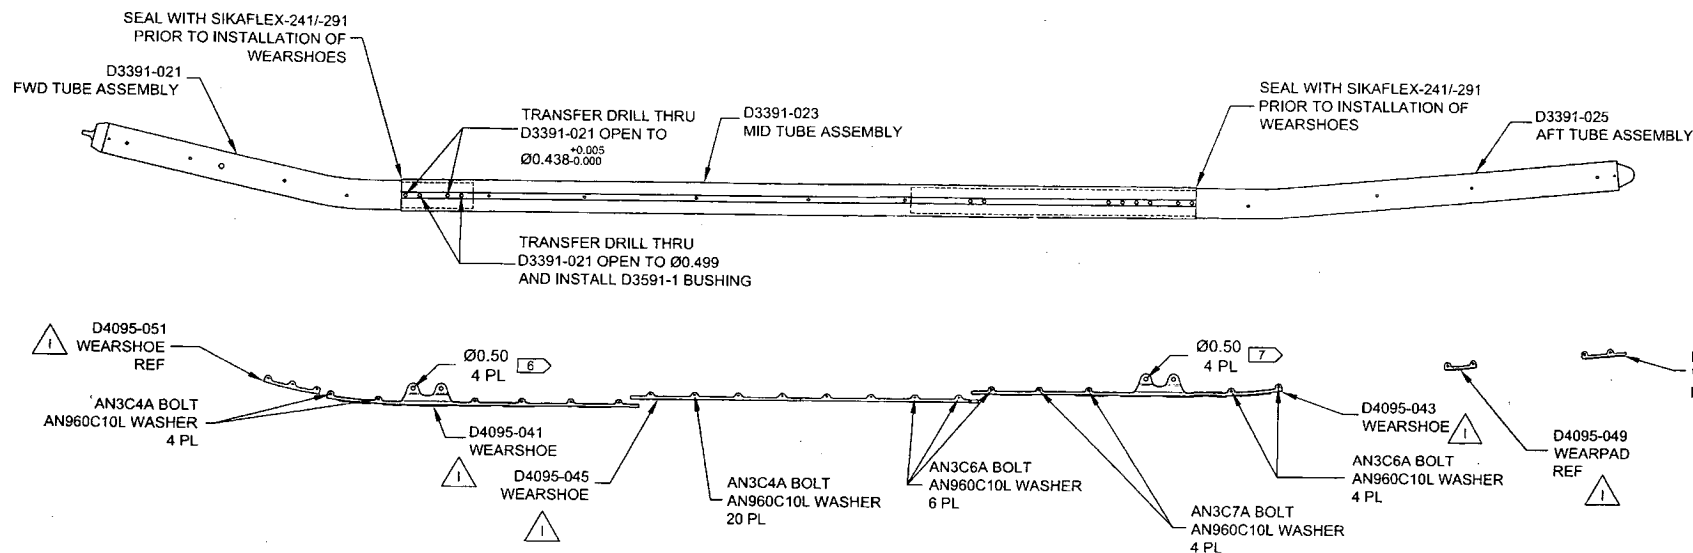 SEAL WITH SIKAFLEX-241/-291
PRIOR TO INSTALLATION OF
WEARSHOES
D3391-021
FWD TUBE ASSEMBLY
TRANSFER DRILL THRU
D3391-021 OPEN TO
Ø0.438 +0.005 -0.000
D3391-023
MID TUBE ASSEMBLY
SEAL WITH SIKAFLEX-241/-291
PRIOR TO INSTALLATION OF
WEARSHOES
D3391-025
AFT TUBE ASSEMBLY
TRANSFER DRILL THRU
D3391-021 OPEN TO Ø0.499
AND INSTALL D3591-1 BUSHING
D4095-051
WEARSHOE
REF
1
Ø0.50
4 PL
6
Ø0.50
4 PL
7
AN3C4A BOLT
AN960C10L WASHER
4 PL
D4095-041
WEARSHOE
1
D4095-045
WEARSHOE
1
AN3C4A BOLT
AN960C10L WASHER
20 PL
AN3C6A BOLT
AN960C10L WASHER
6 PL
AN3C7A BOLT
AN960C10L WASHER
4 PL
AN3C6A BOLT
AN960C10L WASHER
4 PL
D4095-043
WEARSHOE
1
D4095-049
WEARPAD
REF
1